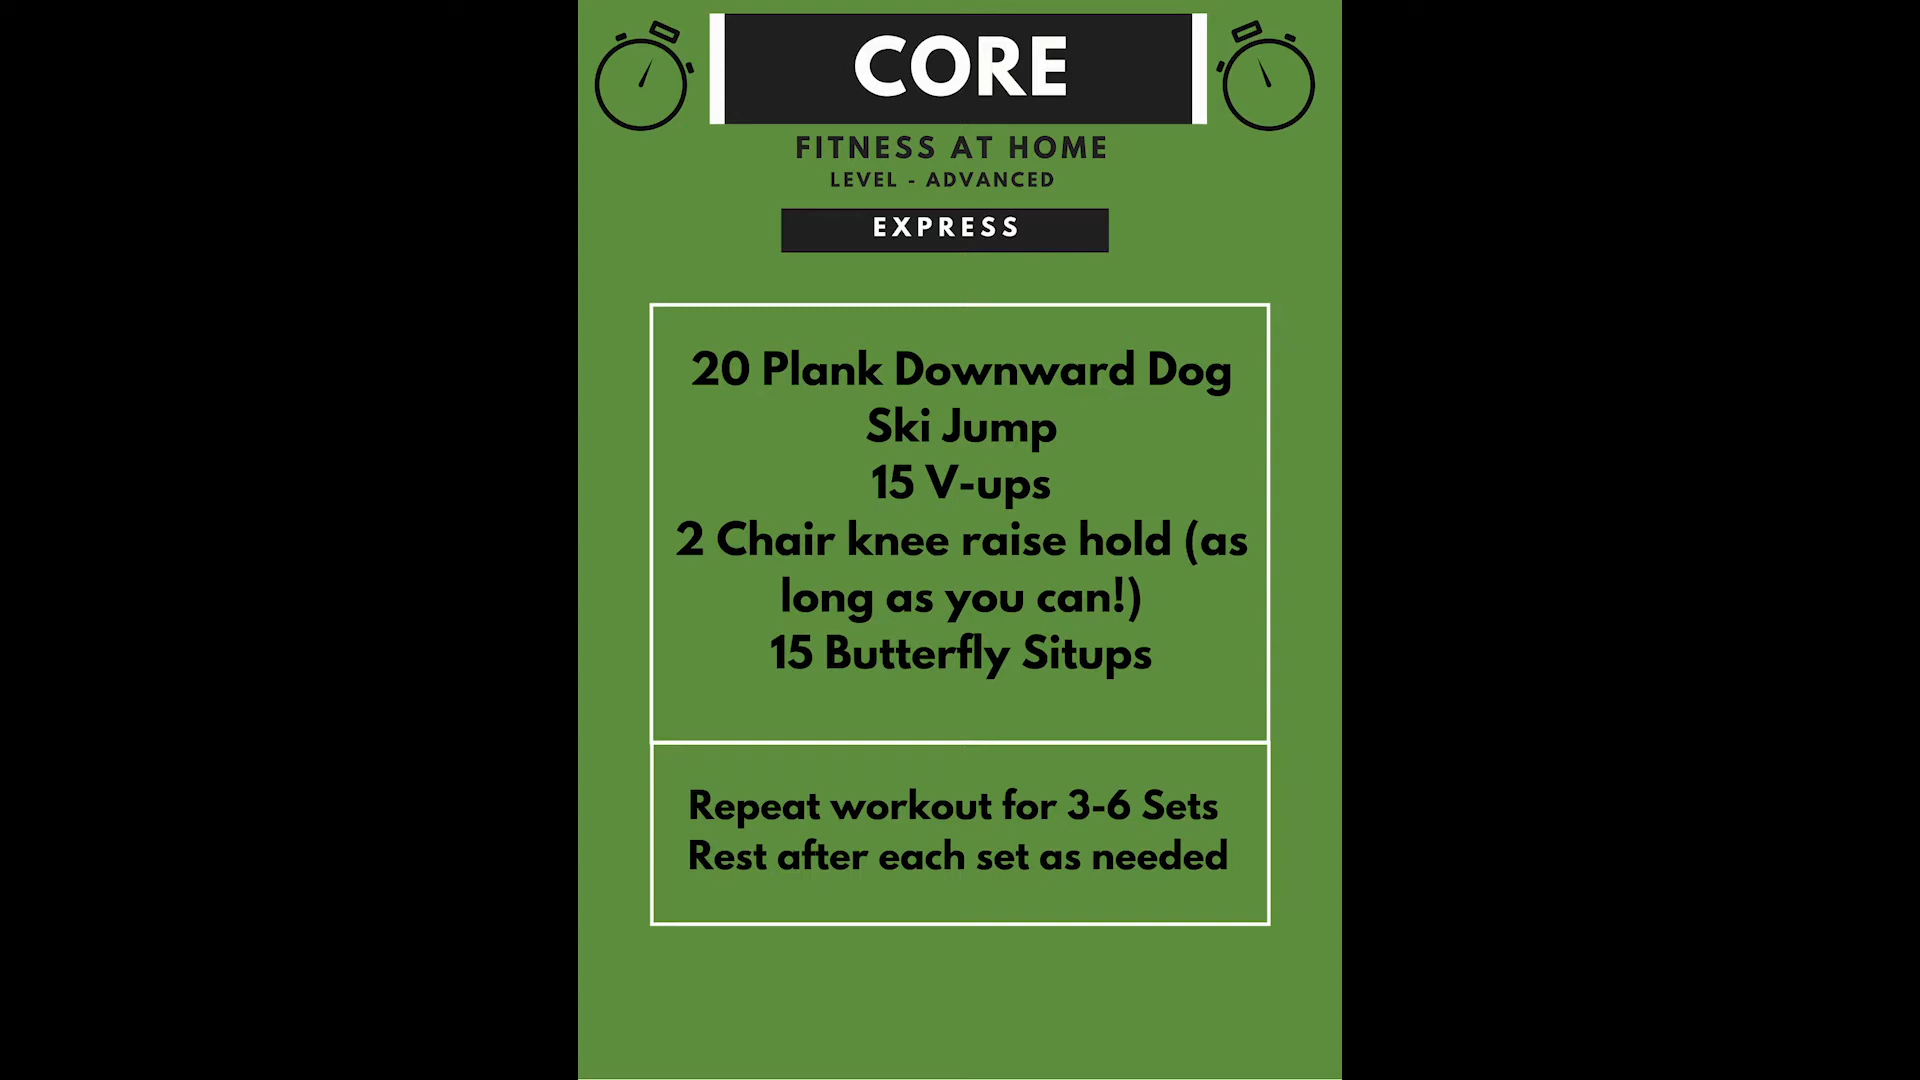 CORE
FITNESS AT HOME
LEVEL - ADVANCED
EXPRESS
20 Plank Downward Dog
Ski Jump
15 V-ups
2 Chair knee raise hold (as
long as you can!)
15 Butterfly Situps
Repeat workout for 3-6 Sets
Rest after each set as needed